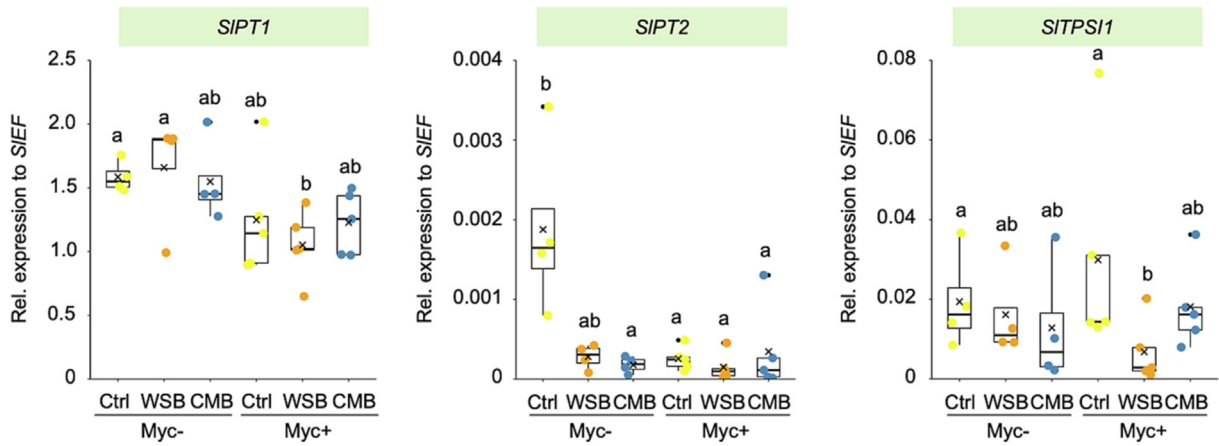 SlPT1
Rel. expression to SlEF
2.5
2.0
1.5
1.0
0.5
0
a
a
ab
ab
b
ab
Ctrl WSB CMB Ctrl WSB CMB
Myc- Myc+
SlPT2
Rel. expression to SlEF
0.004
0.003
0.002
0.001
0
b
ab
a
a
a
a
Ctrl WSB CMB Ctrl WSB CMB
Myc- Myc+
SlTPSI1
Rel. expression to SlEF
0.08
0.06
0.04
0.02
0
a
ab
ab
a
b
ab
Ctrl WSB CMB Ctrl WSB CMB
Myc- Myc+